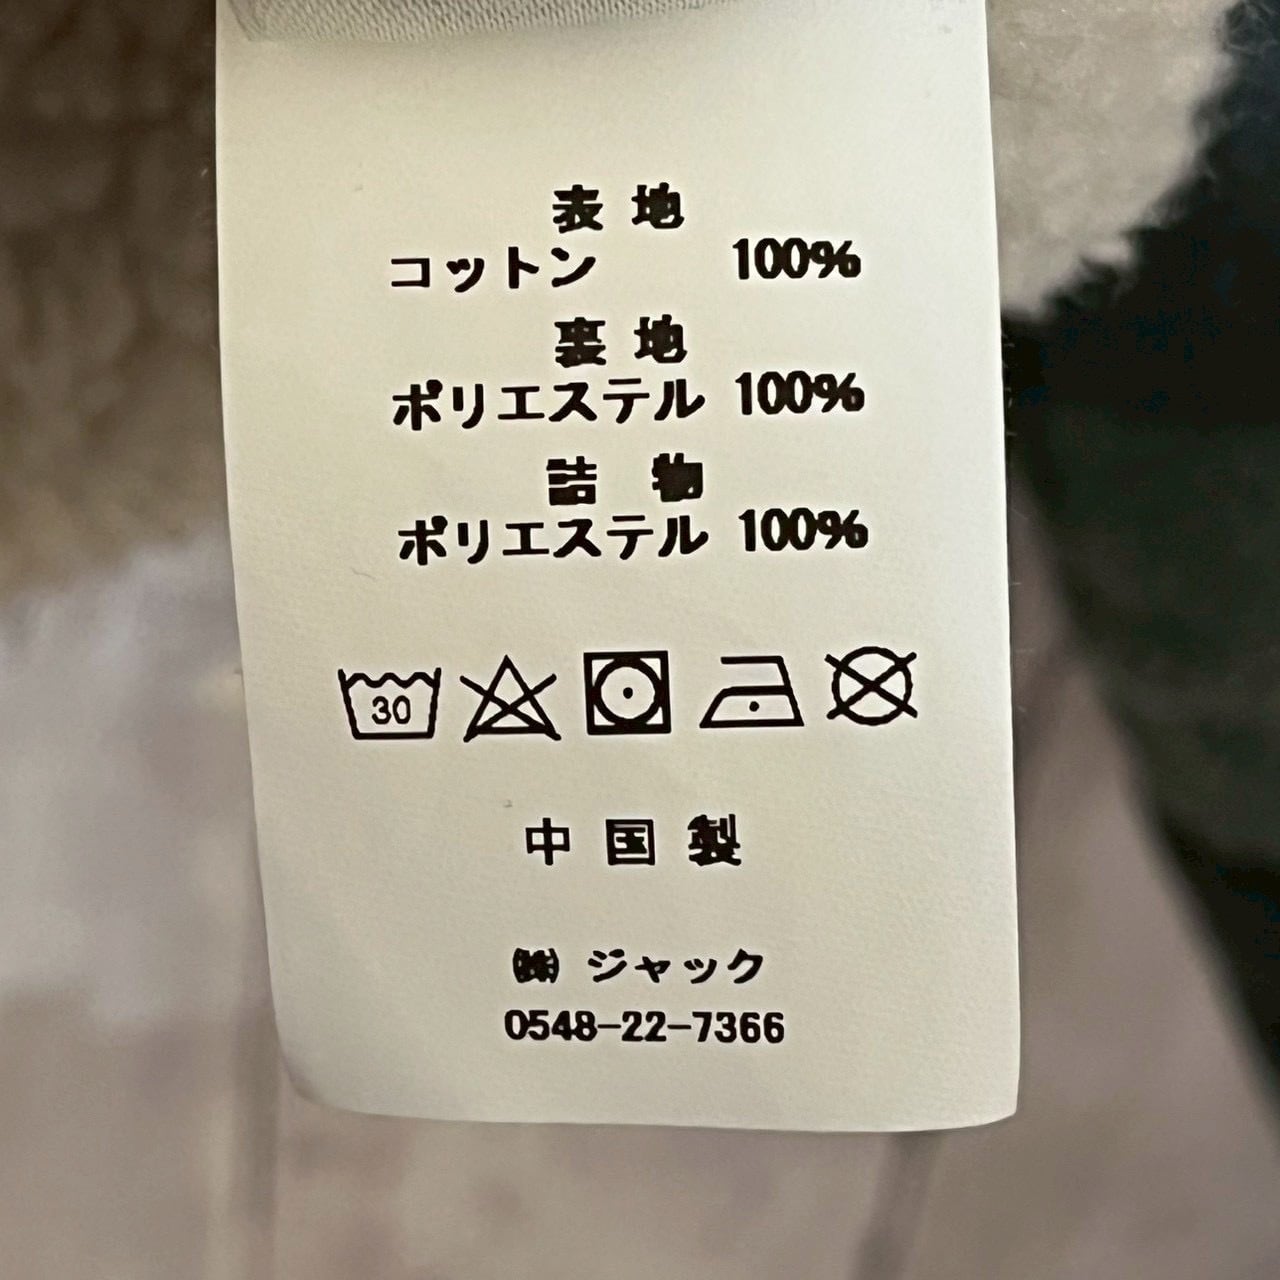 表地
コットン 100%
裏地
ポリエステル 100%
詰物
ポリエステル 100%
30
中国製
㈱ ジャック
0548-22-7366